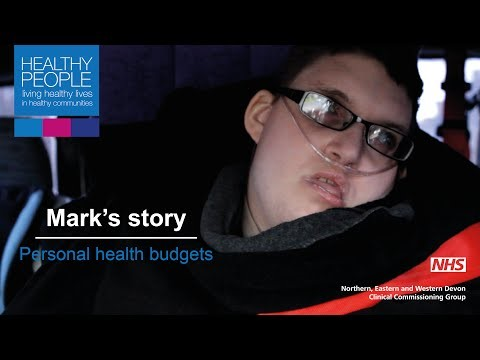 HEALTHY
PEOPLE
living healthy lives
in healthy communities
Mark's story
Personal health budgets
NHS
Northern, Eastern and Western Devon
Clinical Commissioning Group